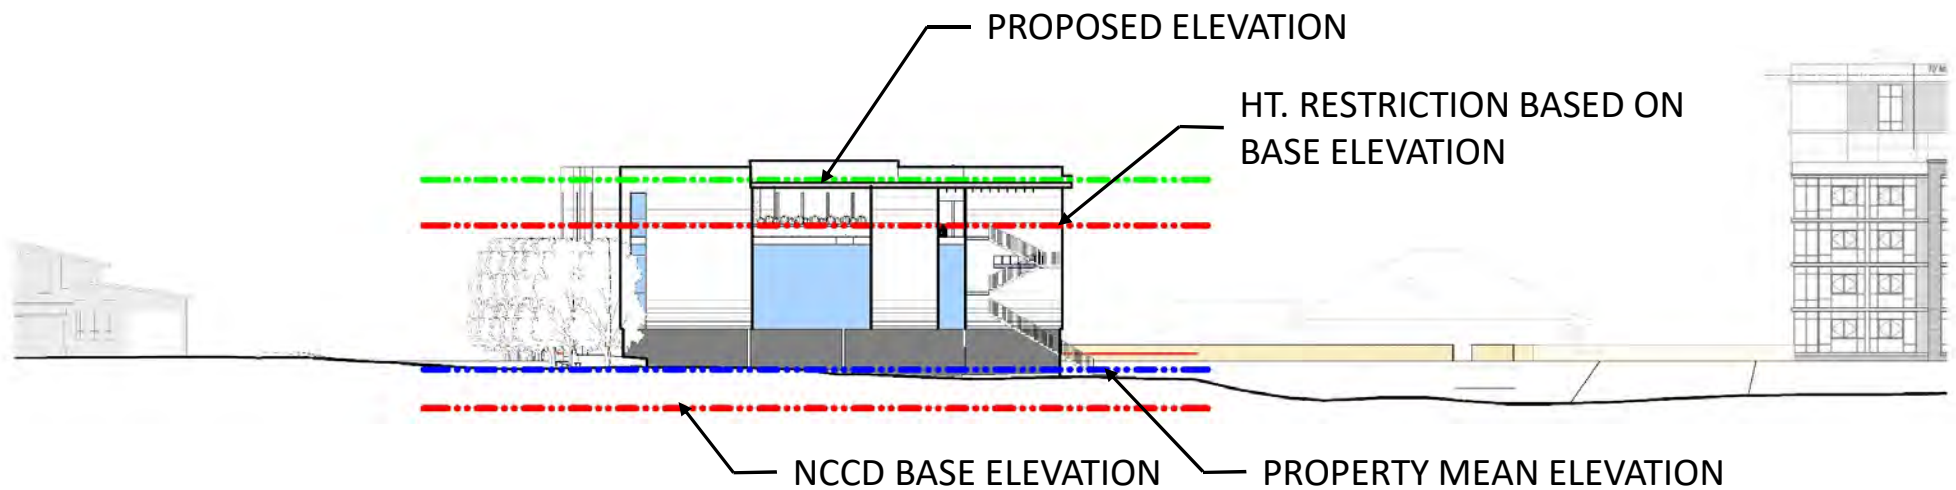 PROPOSED ELEVATION
HT. RESTRICTION BASED ON
BASE ELEVATION
NCCD BASE ELEVATION
PROPERTY MEAN ELEVATION